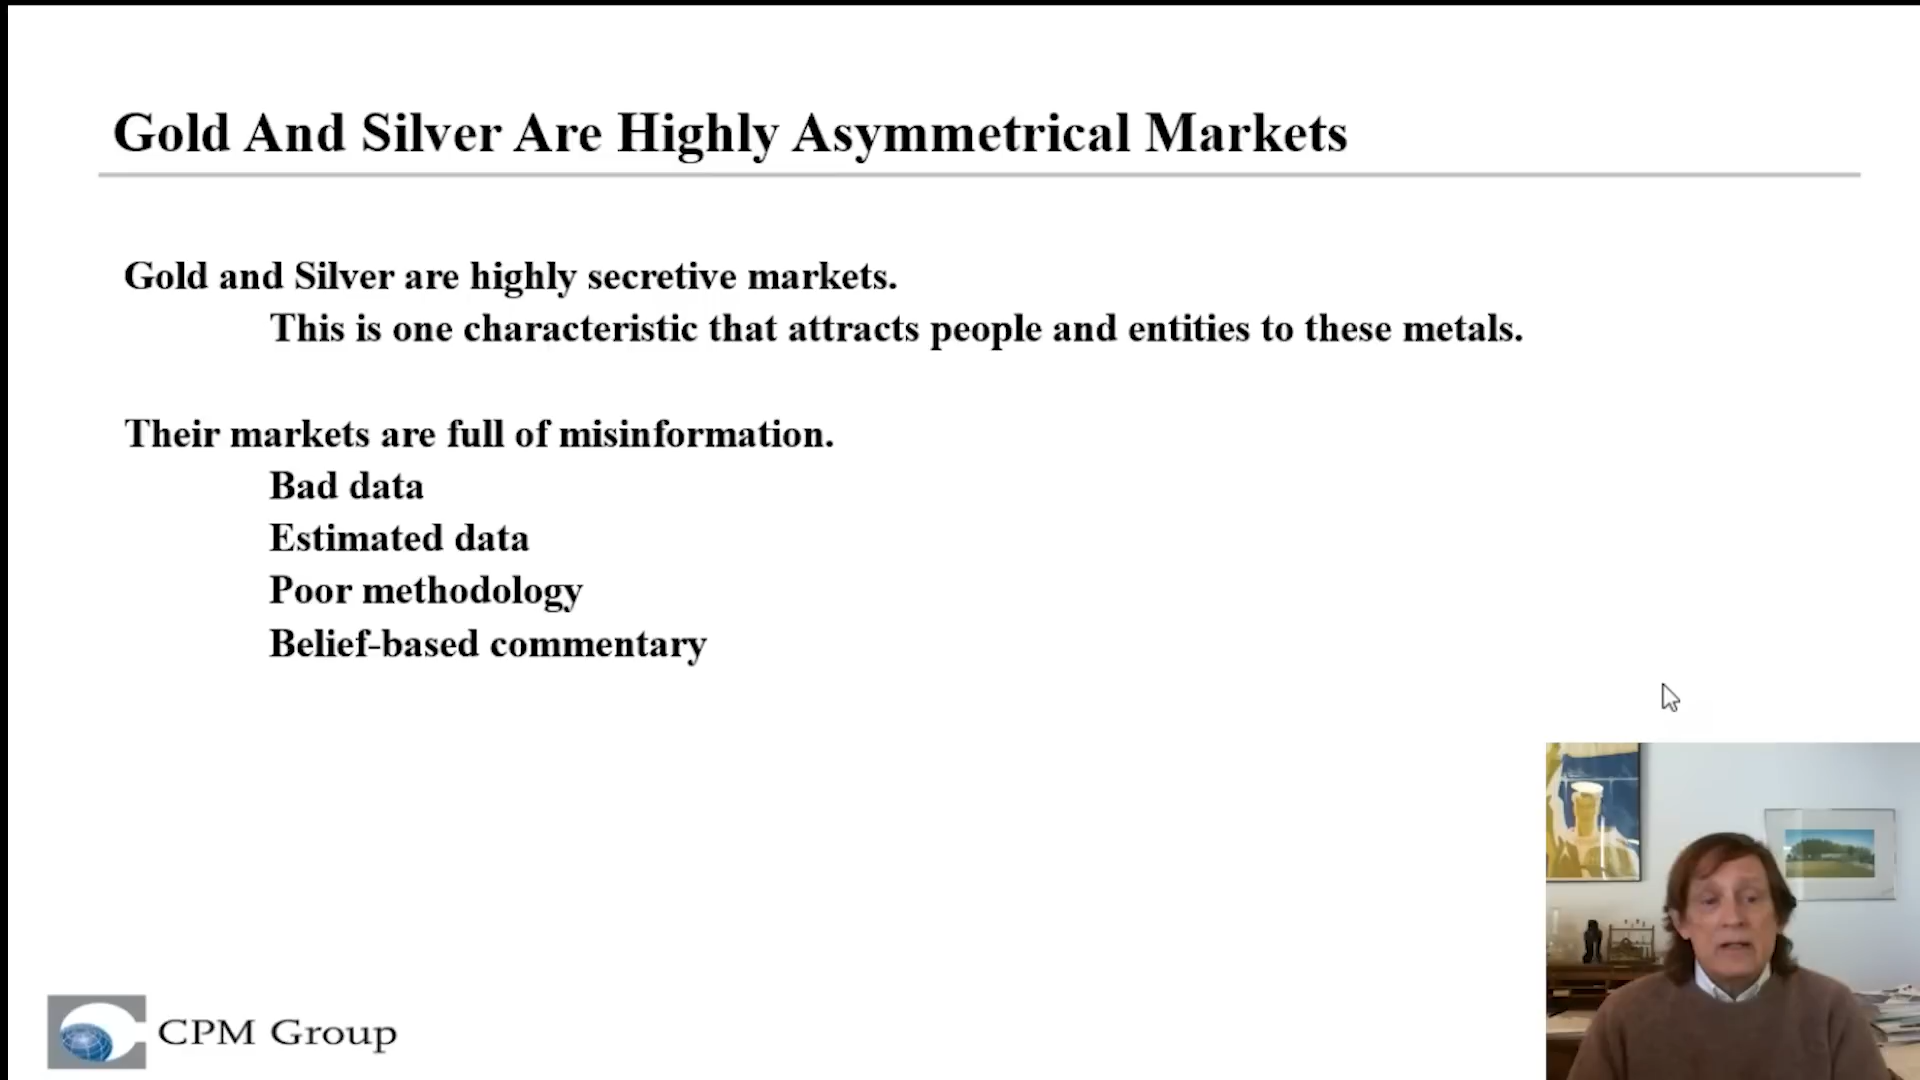 Gold And Silver Are Highly Asymmetrical Markets
Gold and Silver are highly secretive markets.
This is one characteristic that attracts people and entities to these metals.
Their markets are full of misinformation.
Bad data
Estimated data
Poor methodology
Belief-based commentary
CPM Group